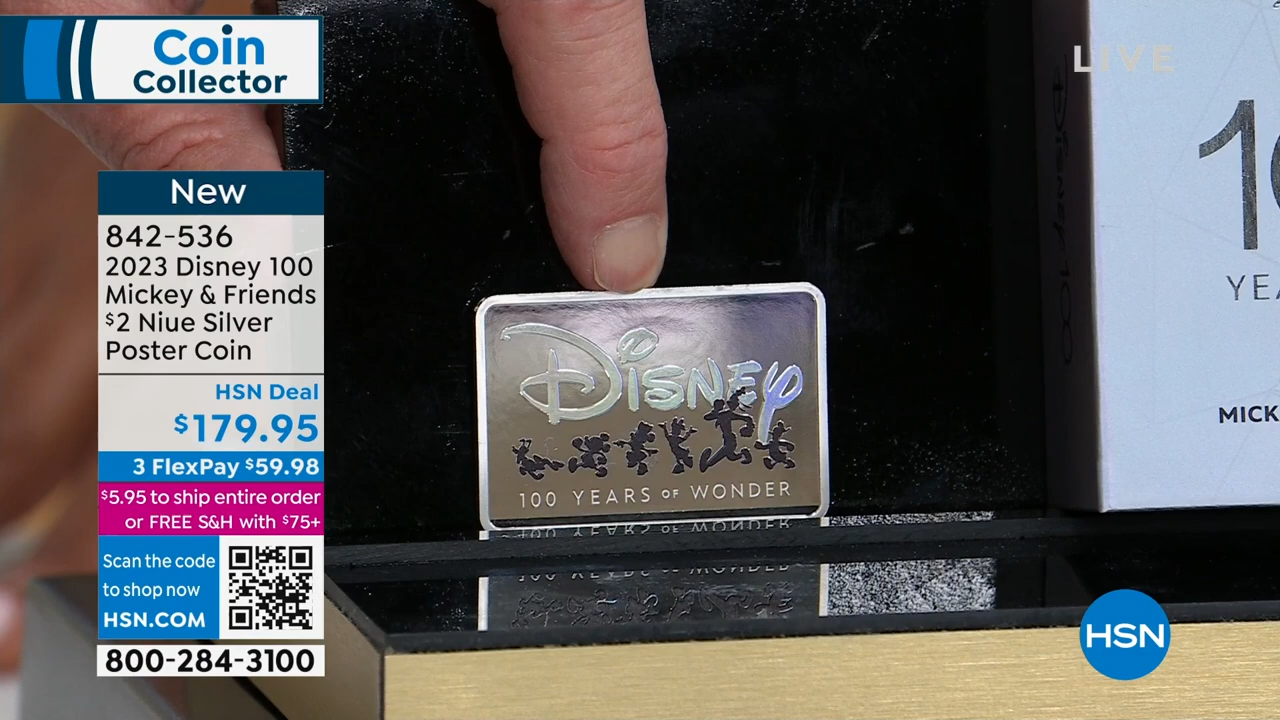 Coin
Collector
New
842-536
2023 Disney 100
Mickey & Friends
$2 Niue Silver
Poster Coin
HSN Deal
$179.95
3 FlexPay $59.98
$5.95 to ship entire order
or FREE S&H with $75+
Scan the code
to shop now
HSN.COM
800-284-3100
Disney
100 YEARS OF WONDER
LIVE
Disney100
MICK
HSN